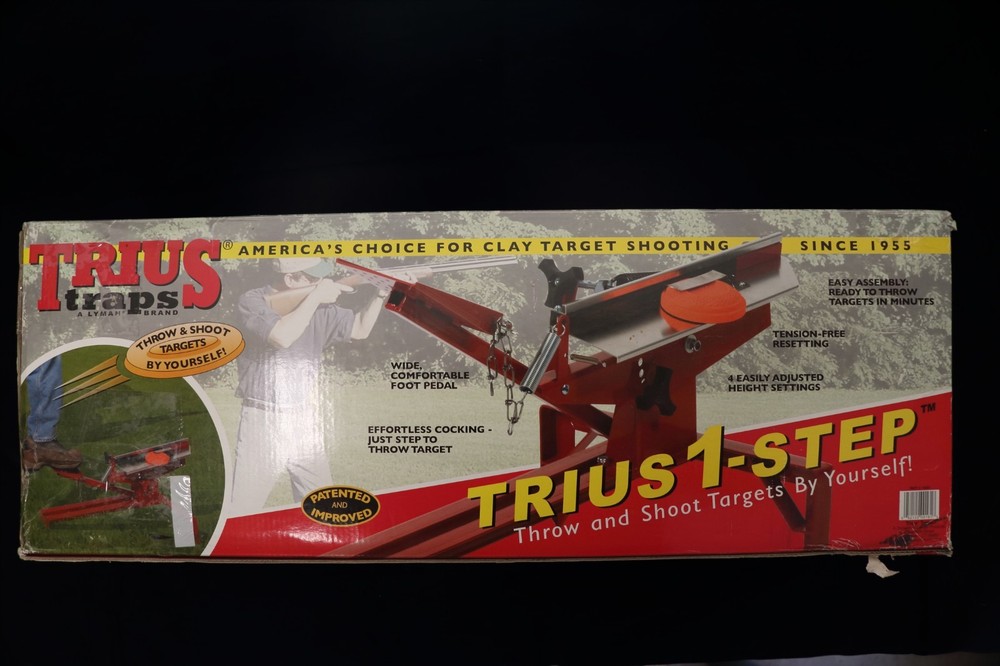 TRIUS®
traps
A LYMAN® BRAND
AMERICA'S CHOICE FOR CLAY TARGET SHOOTING SINCE 1955
THROW & SHOOT
TARGETS
BY YOURSELF!
WIDE,
COMFORTABLE
FOOT PEDAL
EFFORTLESS COCKING -
JUST STEP TO
THROW TARGET
EASY ASSEMBLY:
READY TO THROW
TARGETS IN MINUTES
TENSION-FREE
RESETTING
4 EASILY ADJUSTED
HEIGHT SETTINGS
PATENTED
AND
IMPROVED
TRIUS 1-STEP™
Throw and Shoot Targets By Yourself!